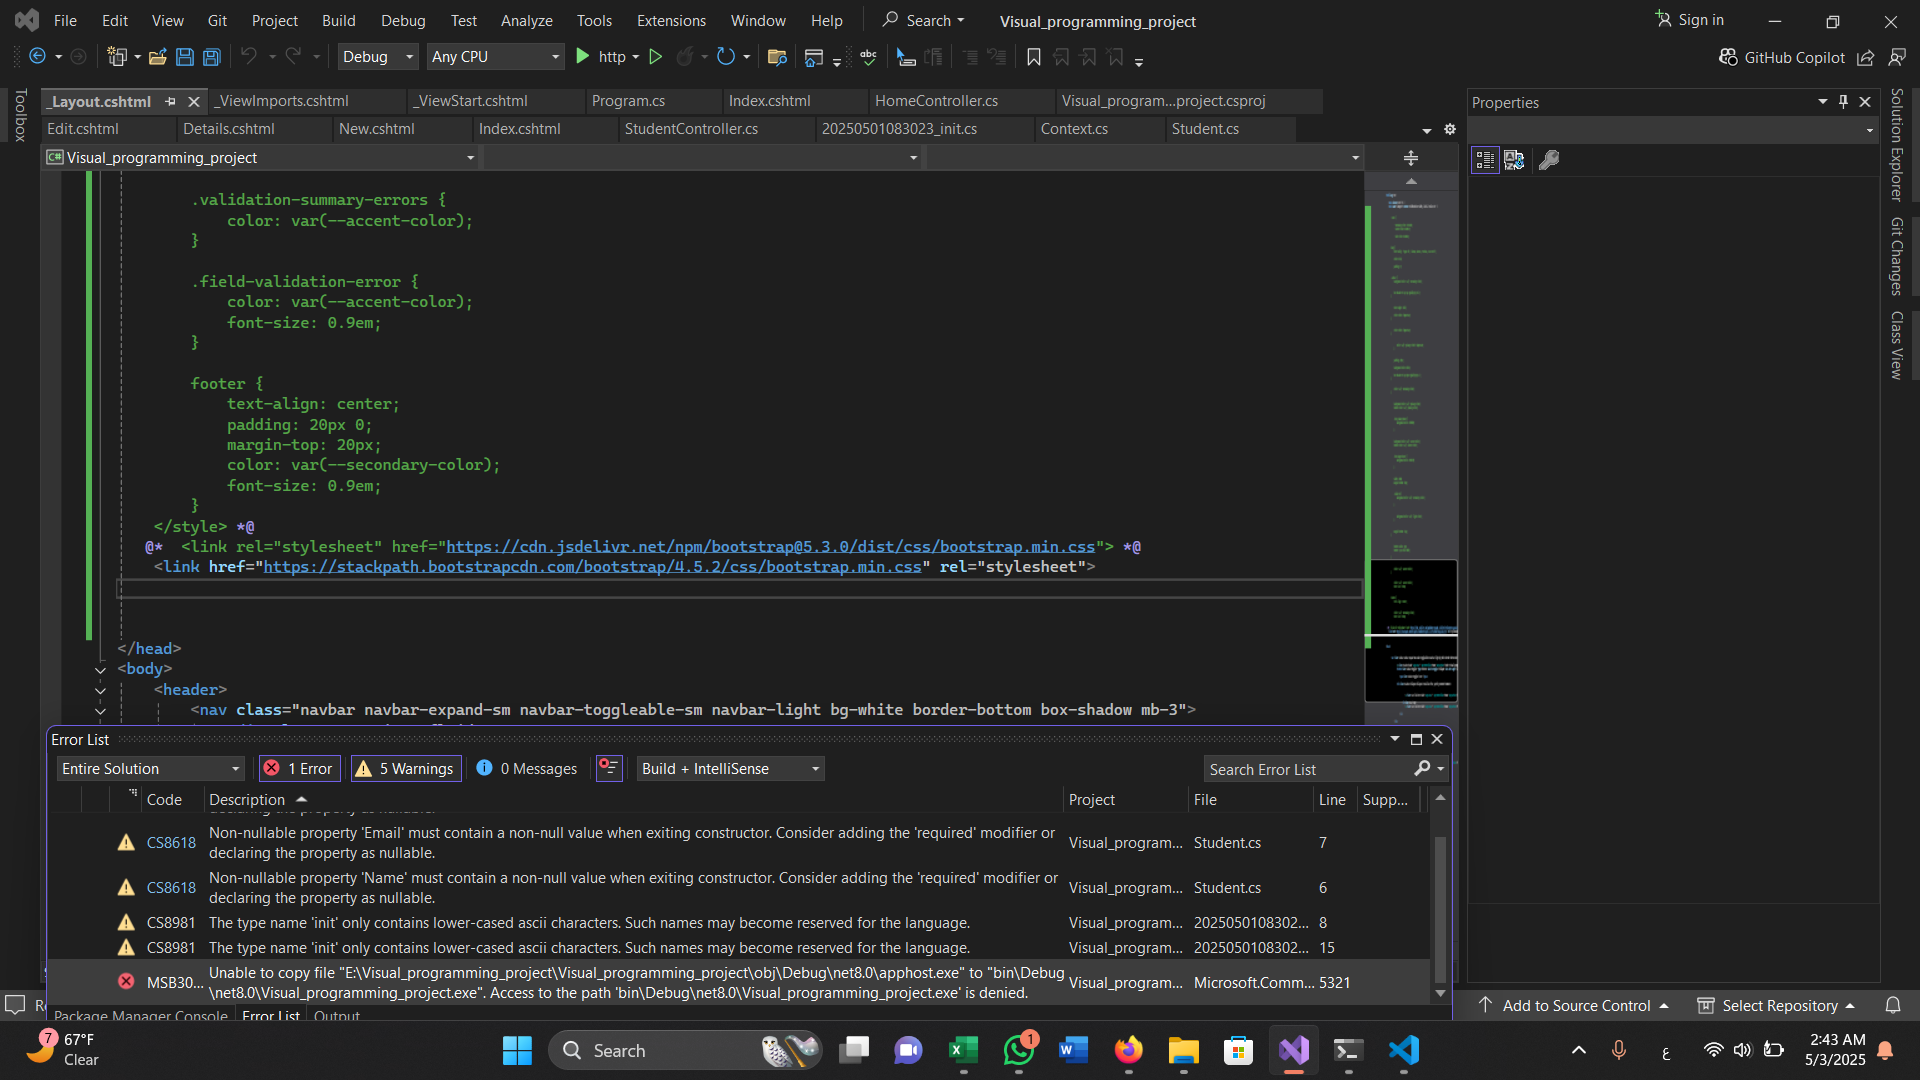 File Edit View Git Project Build Debug Test Analyze Tools Extensions Window Help Search Visual_programming_project Sign in
Debug Any CPU http GitHub Copilot
_Layout.cshtml _ViewImports.cshtml _ViewStart.cshtml Program.cs Index.cshtml HomeController.cs Visual_program...project.csproj
Edit.cshtml Details.cshtml New.cshtml Index.cshtml StudentController.cs 20250501083023_init.cs Context.cs Student.cs
Toolbox
Visual_programming_project
.validation-summary-errors {
color: var(--accent-color);
}
.field-validation-error {
color: var(--accent-color);
font-size: 0.9em;
}
footer {
text-align: center;
padding: 20px 0;
margin-top: 20px;
color: var(--secondary-color);
font-size: 0.9em;
}
</style> *@
@* <link rel="stylesheet" href="https://cdn.jsdelivr.net/npm/bootstrap@5.3.0/dist/css/bootstrap.min.css"> *@
<link href="https://stackpath.bootstrapcdn.com/bootstrap/4.5.2/css/bootstrap.min.css" rel="stylesheet">
</head>
<body>
<header>
<nav class="navbar navbar-expand-sm navbar-toggleable-sm navbar-light bg-white border-bottom box-shadow mb-3">
Properties
Solution Explorer
Git Changes
Class View
Error List
Entire Solution 1 Error 5 Warnings 0 Messages Build + IntelliSense Search Error List
Code Description Project File Line Supp...
declaring the property as nullable.
CS8618 Non-nullable property 'Email' must contain a non-null value when exiting constructor. Consider adding the 'required' modifier or declaring the property as nullable. Visual_program... Student.cs 7
CS8618 Non-nullable property 'Name' must contain a non-null value when exiting constructor. Consider adding the 'required' modifier or declaring the property as nullable. Visual_program... Student.cs 6
CS8981 The type name 'init' only contains lower-cased ascii characters. Such names may become reserved for the language. Visual_program... 2025050108302... 8
CS8981 The type name 'init' only contains lower-cased ascii characters. Such names may become reserved for the language. Visual_program... 2025050108302... 15
MSB30... Unable to copy file "E:\Visual_programming_project\Visual_programming_project\obj\Debug\net8.0\apphost.exe" to "bin\Debug\net8.0\Visual_programming_project.exe". Access to the path 'bin\Debug\net8.0\Visual_programming_project.exe' is denied. Visual_program... Microsoft.Comm... 5321
Package Manager Console Error List Output
Re Add to Source Control Select Repository
7 67°F
Clear
Search
1
ع
2:43 AM
5/3/2025